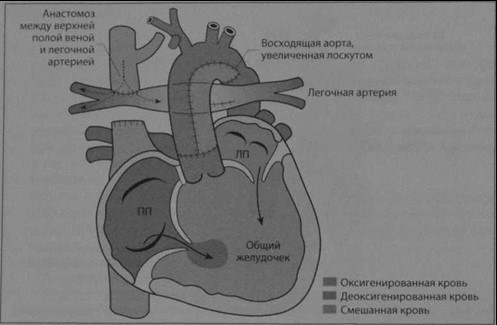 Анастомоз
между верхней
полой веной
и легочной
артерией
Восходящая аорта,
увеличенная лоскутом
Легочная артерия
ЛП
ПП
Общий
желудочек
Оксигенированная кровь
Деоксигенированная кровь
Смешанная кровь